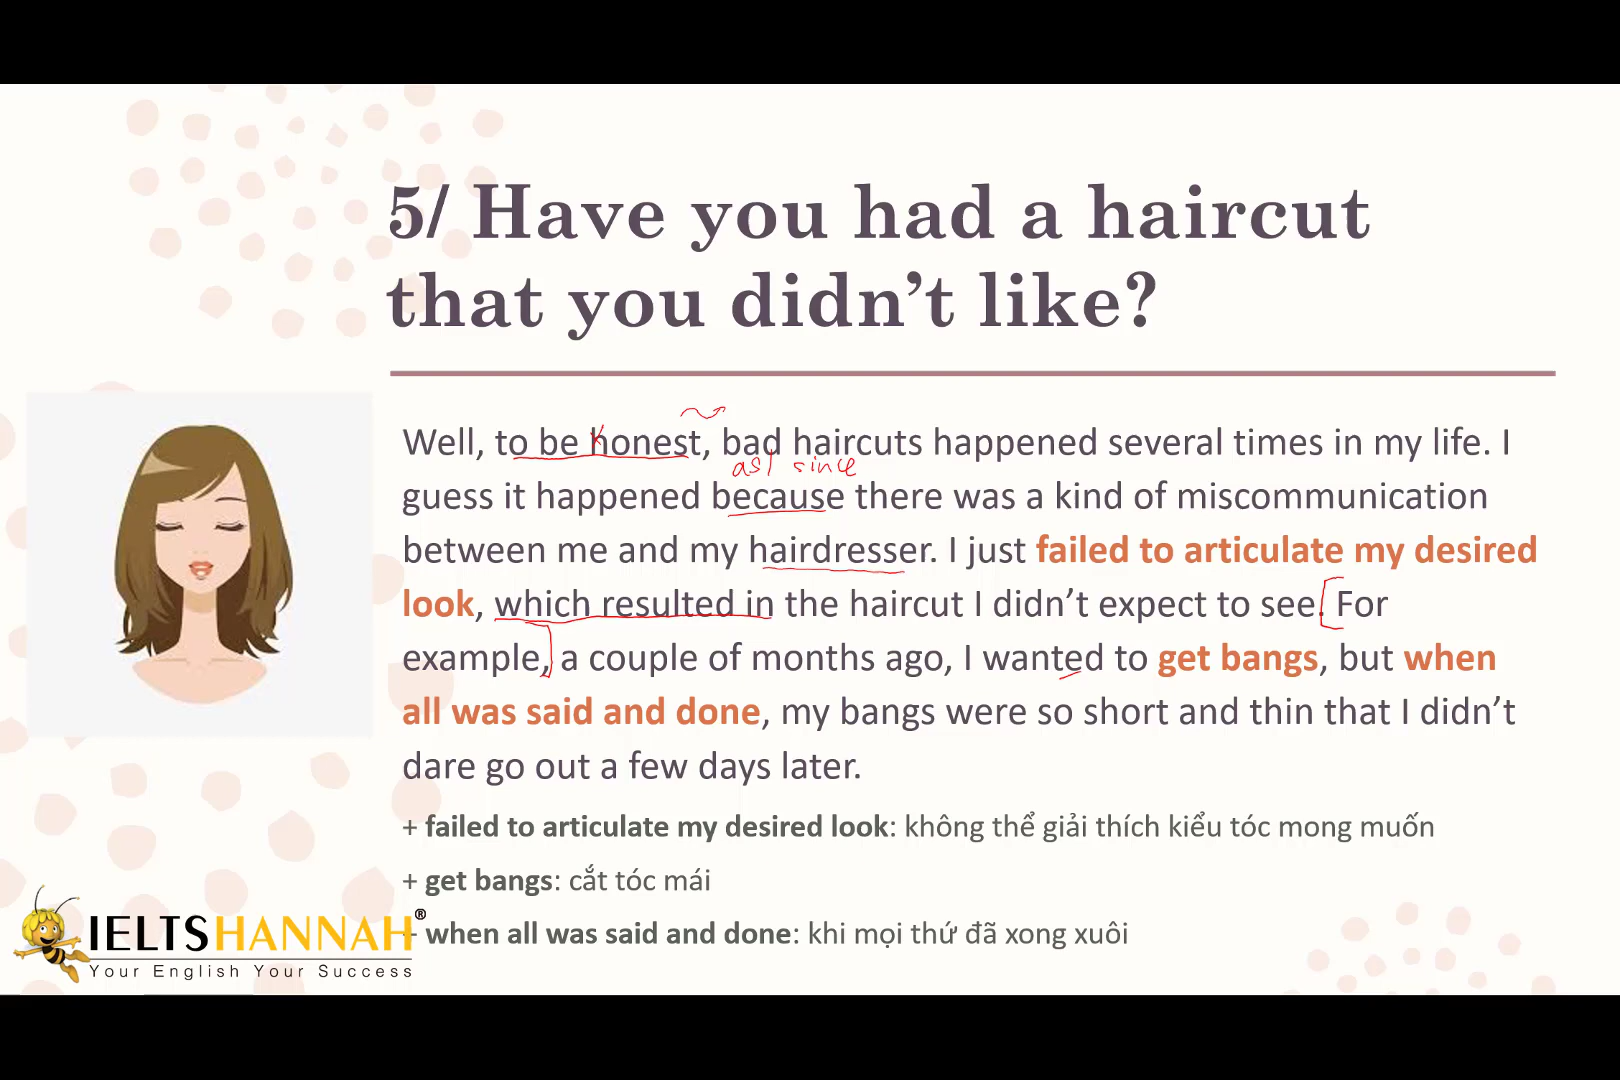 5/ Have you had a haircut
that you didn't like?
Well, to be honest, bad haircuts happened several times in my life. I
as / since
guess it happened because there was a kind of miscommunication
between me and my hairdresser. I just failed to articulate my desired
look, which resulted in the haircut I didn't expect to see. For
example, a couple of months ago, I wanted to get bangs, but when
all was said and done, my bangs were so short and thin that I didn't
dare go out a few days later.
+ failed to articulate my desired look: không thể giải thích kiểu tóc mong muốn
+ get bangs: cắt tóc mái
+ when all was said and done: khi mọi thứ đã xong xuôi
IELTSHANNAH®
Your English Your Success